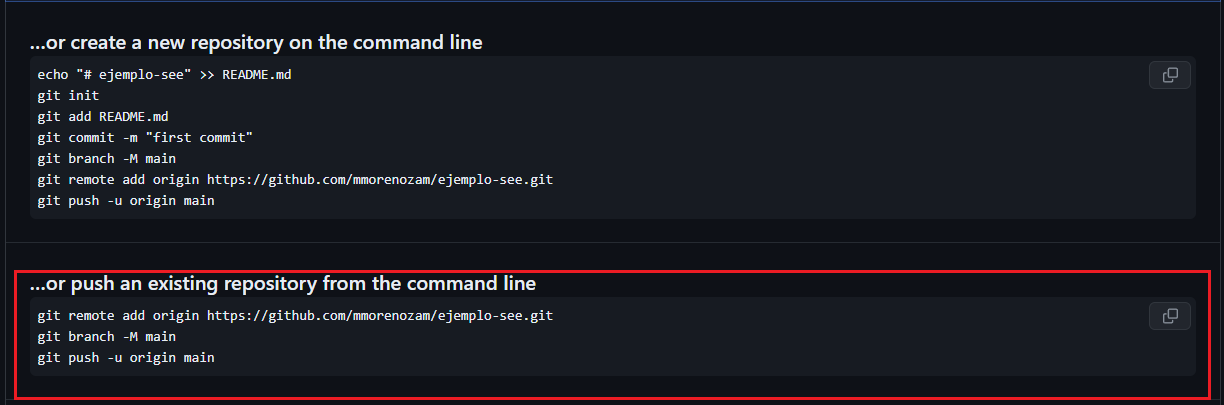 ...or create a new repository on the command line
echo "# ejemplo-see" >> README.md
git init
git add README.md
git commit -m "first commit"
git branch -M main
git remote add origin https://github.com/mmorenozam/ejemplo-see.git
git push -u origin main
...or push an existing repository from the command line
git remote add origin https://github.com/mmorenozam/ejemplo-see.git
git branch -M main
git push -u origin main